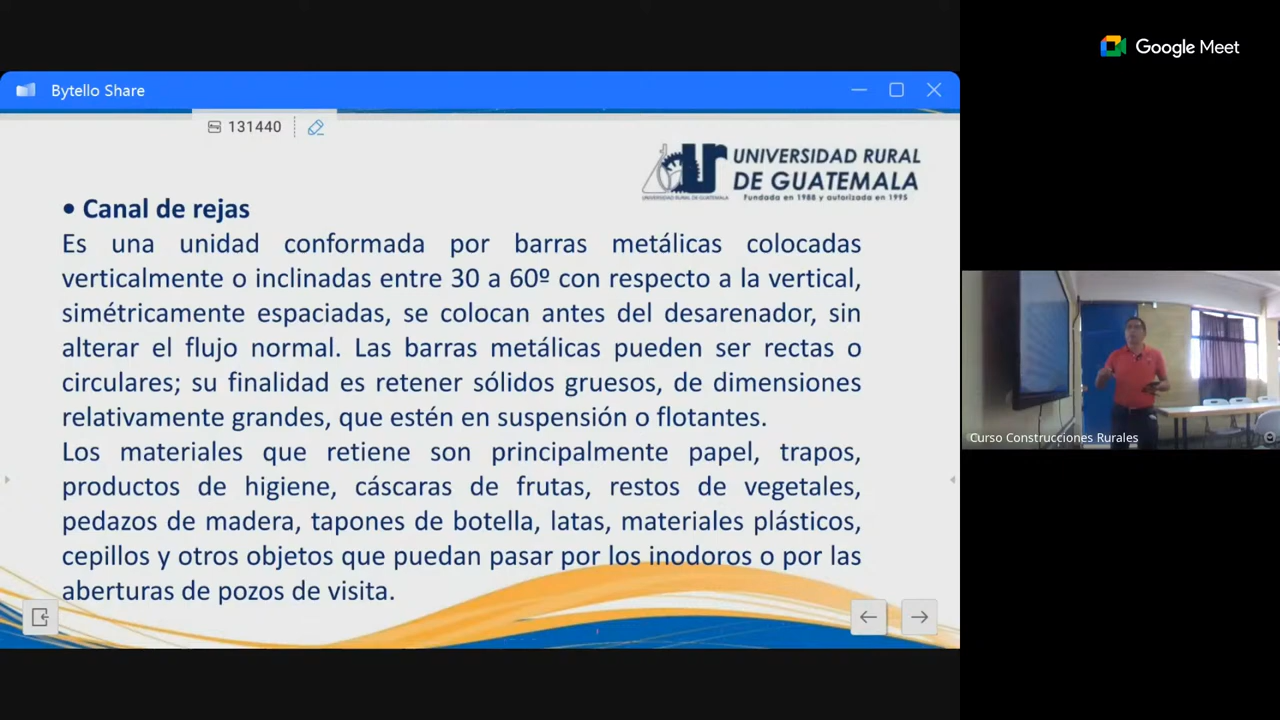 Google Meet
Bytello Share
131440
UNIVERSIDAD RURAL
DE GUATEMALA
UNIVERSIDAD RURAL DE GUATEMALA
Fundada en 1988 y autorizada en 1995
• Canal de rejas
Es una unidad conformada por barras metálicas colocadas
verticalmente o inclinadas entre 30 a 60º con respecto a la vertical,
simétricamente espaciadas, se colocan antes del desarenador, sin
alterar el flujo normal. Las barras metálicas pueden ser rectas o
circulares; su finalidad es retener sólidos gruesos, de dimensiones
relativamente grandes, que estén en suspensión o flotantes.
Los materiales que retiene son principalmente papel, trapos,
productos de higiene, cáscaras de frutas, restos de vegetales,
pedazos de madera, tapones de botella, latas, materiales plásticos,
cepillos y otros objetos que puedan pasar por los inodoros o por las
aberturas de pozos de visita.
Curso Construcciones Rurales